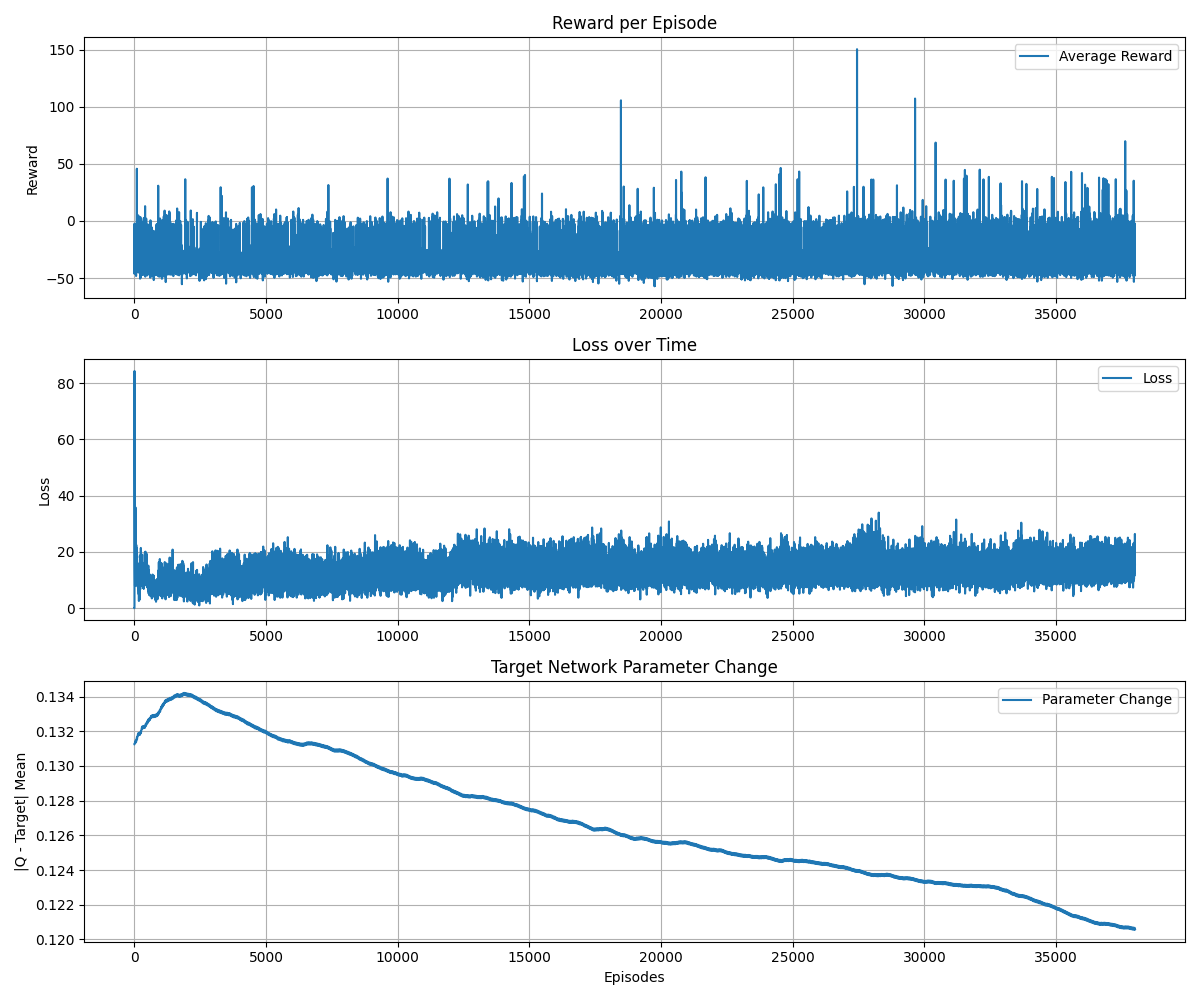 Reward per Episode
Reward
150
100
50
0
−50
Average Reward
0 5000 10000 15000 20000 25000 30000 35000
Loss over Time
Loss
80
60
40
20
0
Loss
0 5000 10000 15000 20000 25000 30000 35000
Target Network Parameter Change
|Q - Target| Mean
0.134
0.132
0.130
0.128
0.126
0.124
0.122
0.120
Parameter Change
0 5000 10000 15000 20000 25000 30000 35000
Episodes